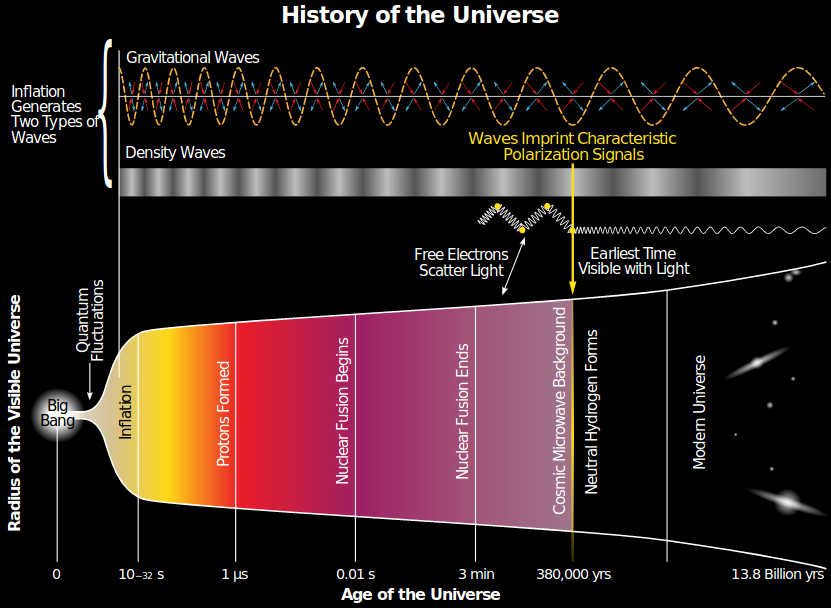 History of the Universe
Gravitational Waves
Inflation
Generates
Two Types of
Waves
Density Waves
Waves Imprint Characteristic
Polarization Signals
Free Electrons
Scatter Light
Earliest Time
Visible with Light
Radius of the Visible Universe
Quantum
Fluctuations
Big
Bang
Inflation
Protons Formed
Nuclear Fusion Begins
Nuclear Fusion Ends
Cosmic Microwave Background
Neutral Hydrogen Forms
Modern Universe
0
10−32 s
1 µs
0.01 s
3 min
380,000 yrs
13.8 Billion yrs
Age of the Universe